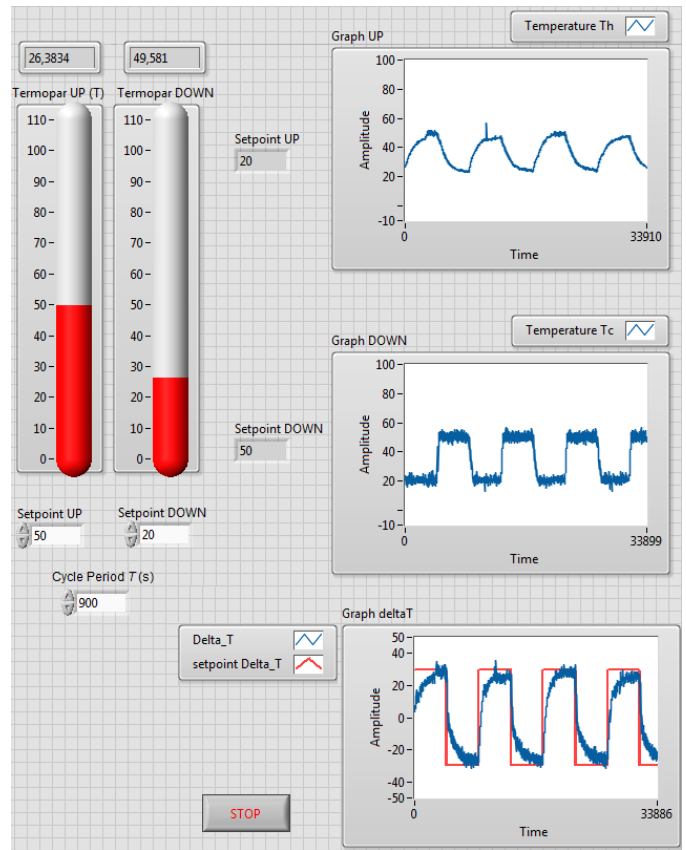 26,3834
49,581
Termopar UP (T)
Termopar DOWN
110
100
90
80
70
60
50
40
30
20
10
0
110
100
90
80
70
60
50
40
30
20
10
0
Setpoint UP
50
Setpoint DOWN
20
Cycle Period T (s)
900
Setpoint UP
20
Setpoint DOWN
50
Graph UP
Temperature Th
100
80
60
40
20
-10
Amplitude
0
33910
Time
Graph DOWN
Temperature Tc
100
80
60
40
20
-10
Amplitude
0
33899
Time
Graph deltaT
Delta_T
setpoint Delta_T
50
40
20
0
-20
-40
-50
Amplitude
0
33886
Time
STOP